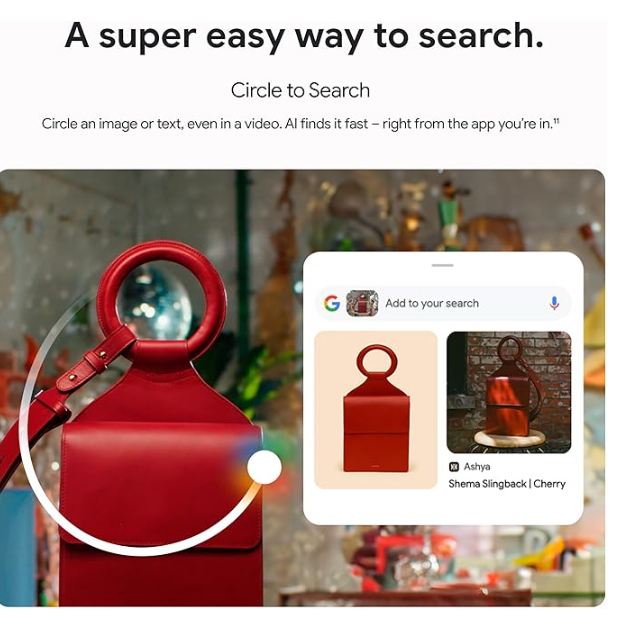 A super easy way to search.
Circle to Search
Circle an image or text, even in a video. AI finds it fast – right from the app you're in.¹¹
Add to your search
Ashya
Shema Slingback | Cherry